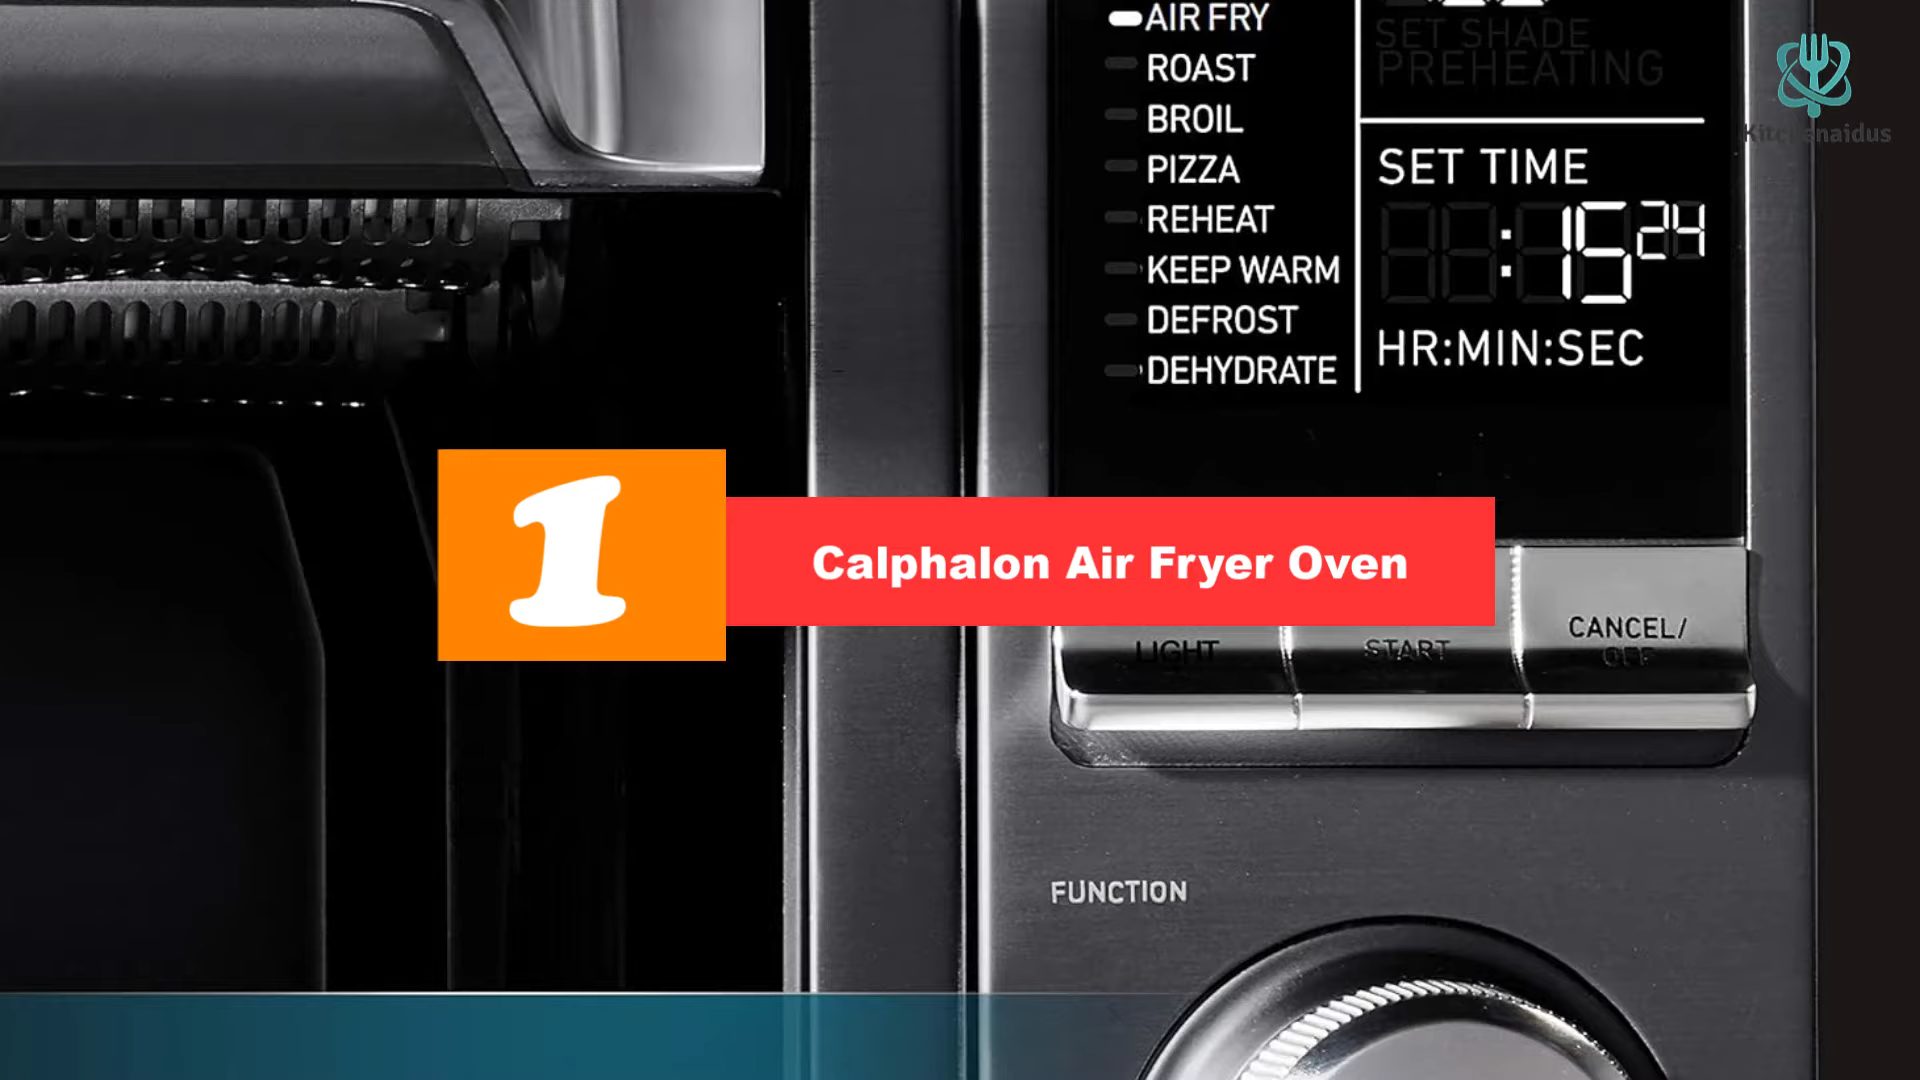 AIR FRY
ROAST
BROIL
PIZZA
REHEAT
KEEP WARM
DEFROST
DEHYDRATE
SET SHADE
PREHEATING
SET TIME
:15 24
HR:MIN:SEC
Kitchenaidus
1
Calphalon Air Fryer Oven
LIGHT
START
CANCEL/
OFF
FUNCTION